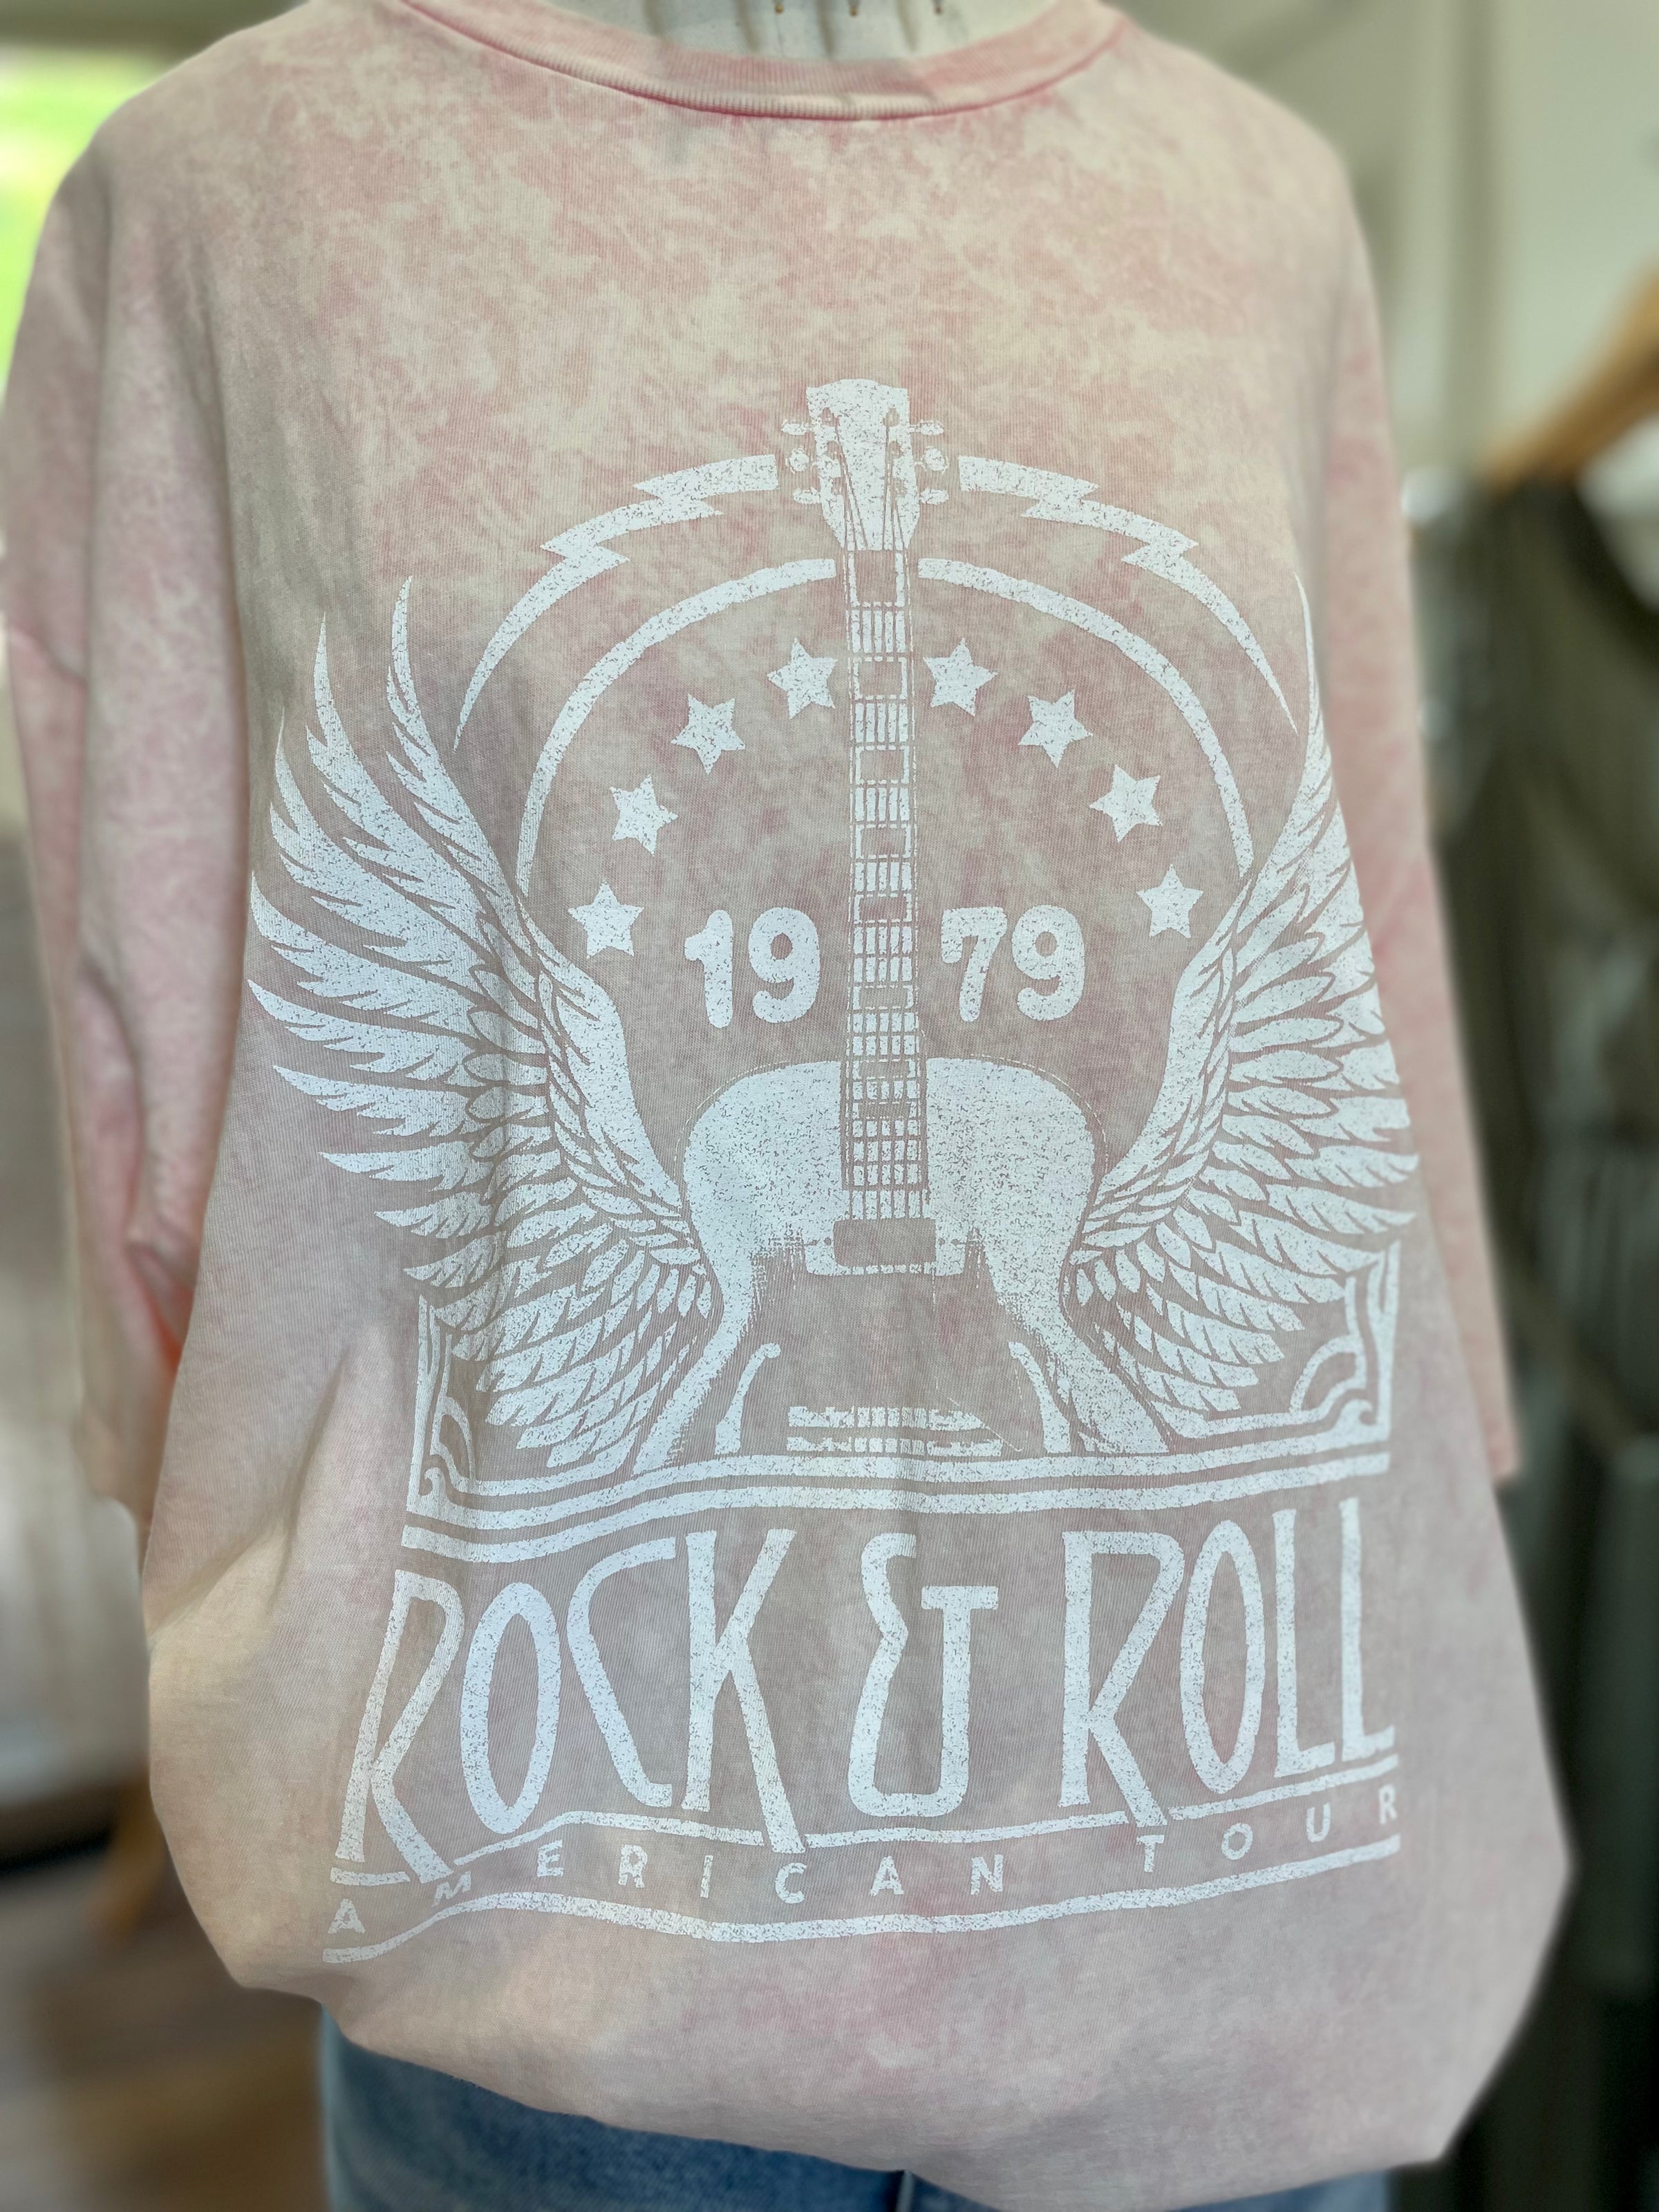 19 79
ROCK & ROLL
AMERICAN TOUR